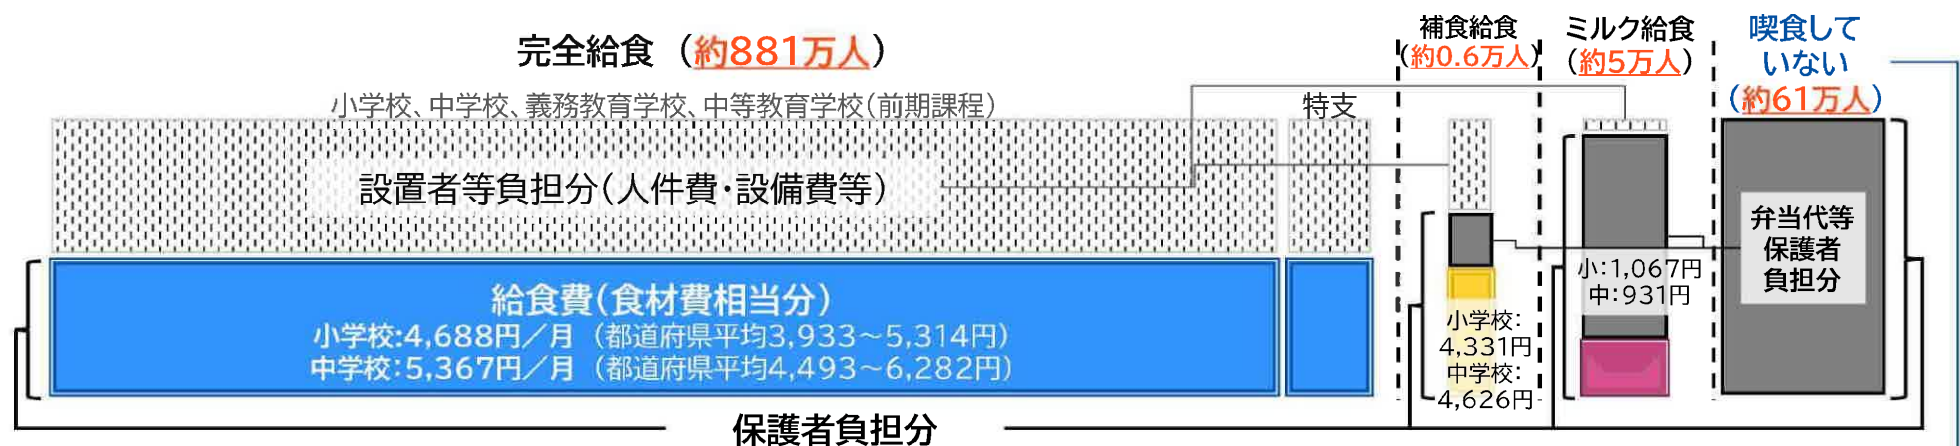 完全給食（約881万人）
小学校、中学校、義務教育学校、中等教育学校（前期課程）
特支
補食給食
（約0.6万人）
ミルク給食
（約5万人）
喫食して
いない
（約61万人）
設置者等負担分（人件費・設備費等）
給食費（食材費相当分）
小学校:4,688円／月（都道府県平均3,933～5,314円）
中学校：5,367円／月（都道府県平均4,493～6,282円）
小学校：
4,331円
中学校：
4,626円
小：1,067円
中：931円
弁当代等
保護者
負担分
保護者負担分